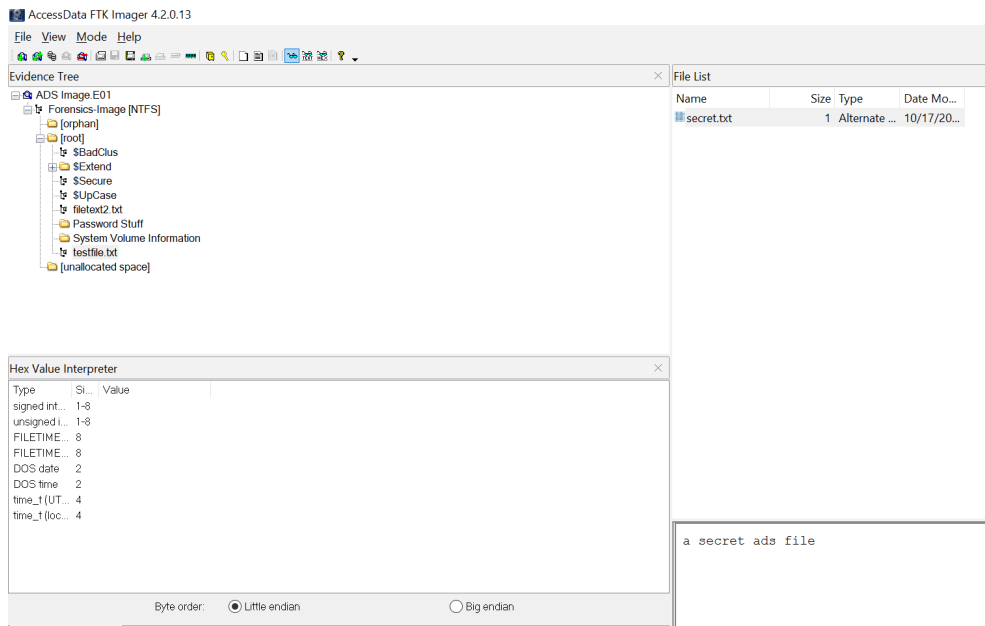 AccessData FTK Imager 4.2.0.13
File View Mode Help
Evidence Tree
ADS Image.E01
Forensics-Image [NTFS]
[orphan]
[root]
$BadClus
$Extend
$Secure
$UpCase
filetext2.txt
Password Stuff
System Volume Information
testfile.txt
[unallocated space]
File List
Name Size Type Date Mo...
secret.txt 1 Alternate ... 10/17/20...
Hex Value Interpreter
Type Si... Value
signed int... 1-8
unsigned i... 1-8
FILETIME... 8
FILETIME... 8
DOS date 2
DOS time 2
time_t (UT... 4
time_t (loc... 4
Byte order: Little endian Big endian
a secret ads file